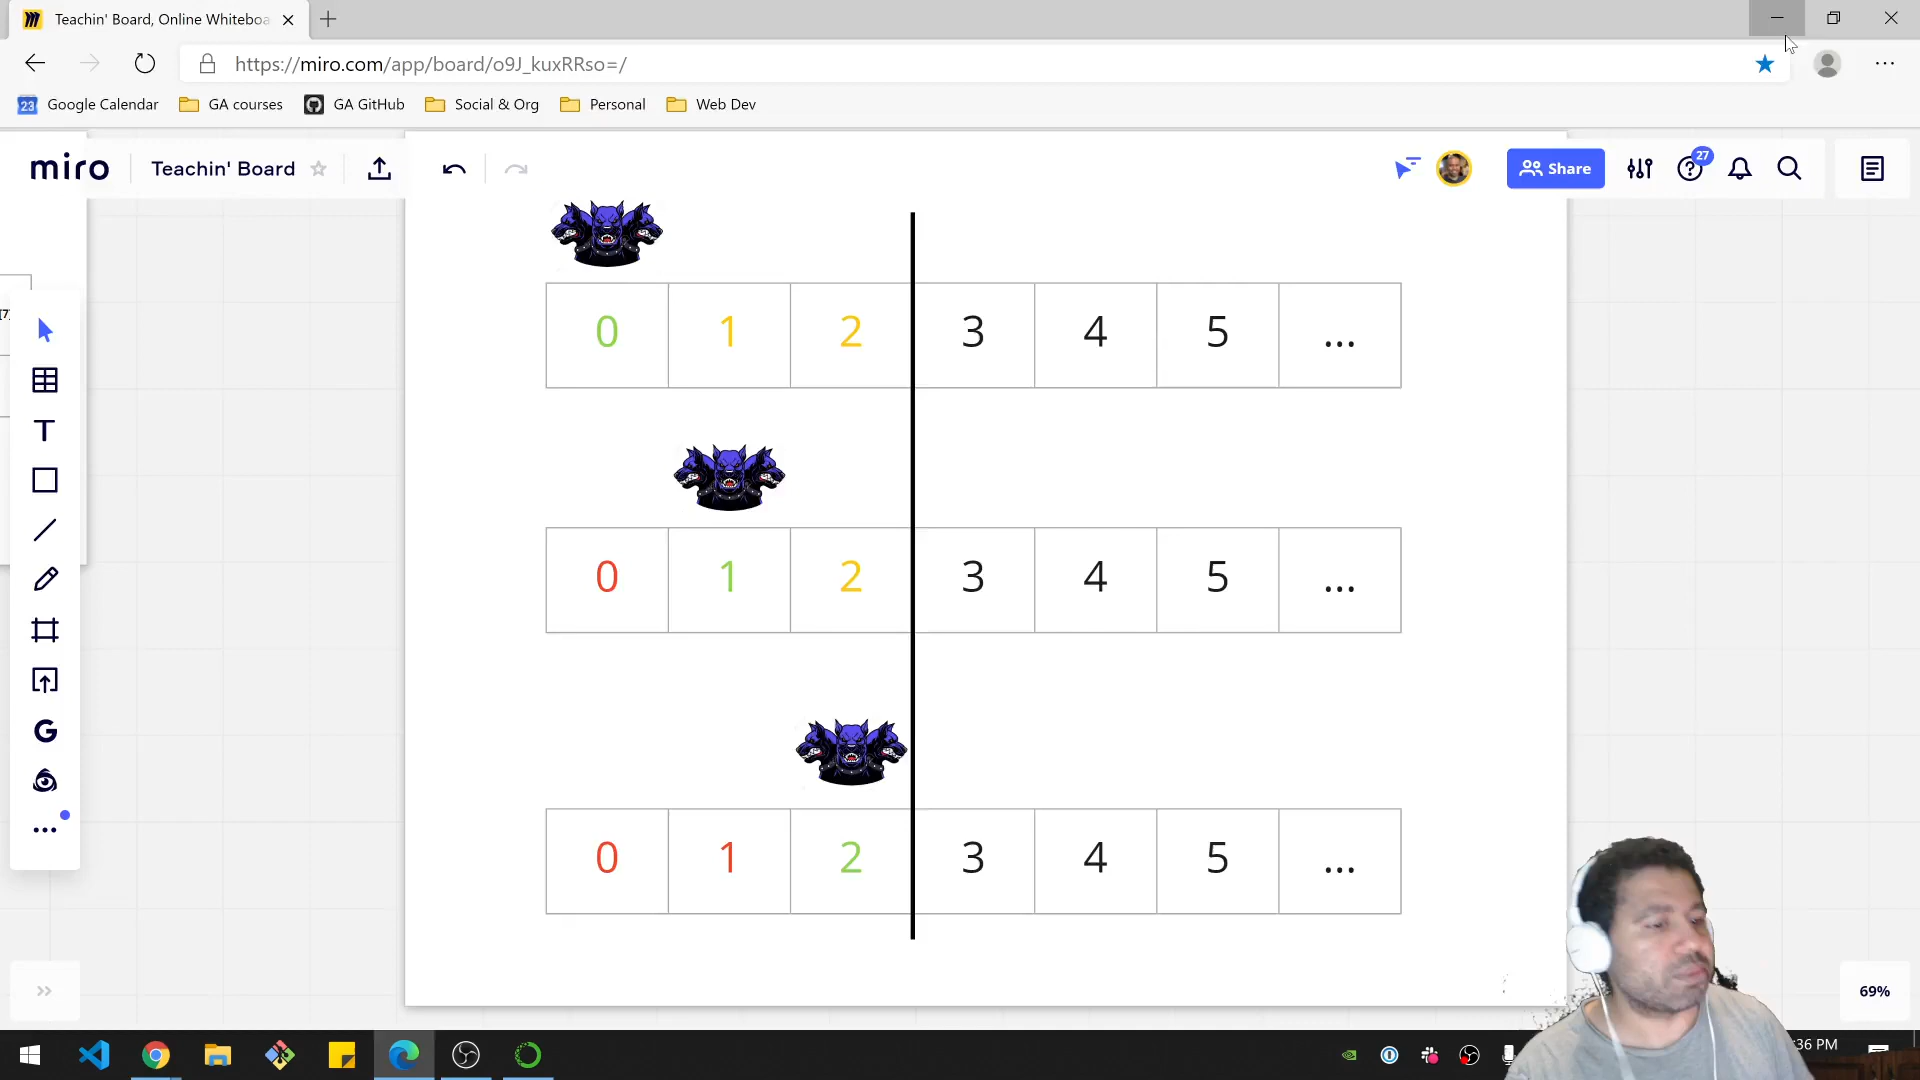 Teachin' Board, Online Whiteboa
https://miro.com/app/board/o9J_kuxRRso=/
23 Google Calendar GA courses GA GitHub Social & Org Personal Web Dev
miro Teachin' Board Share 27
[7]
0 1 2 3 4 5 ...
0 1 2 3 4 5 ...
0 1 2 3 4 5 ...
69%
:36 PM